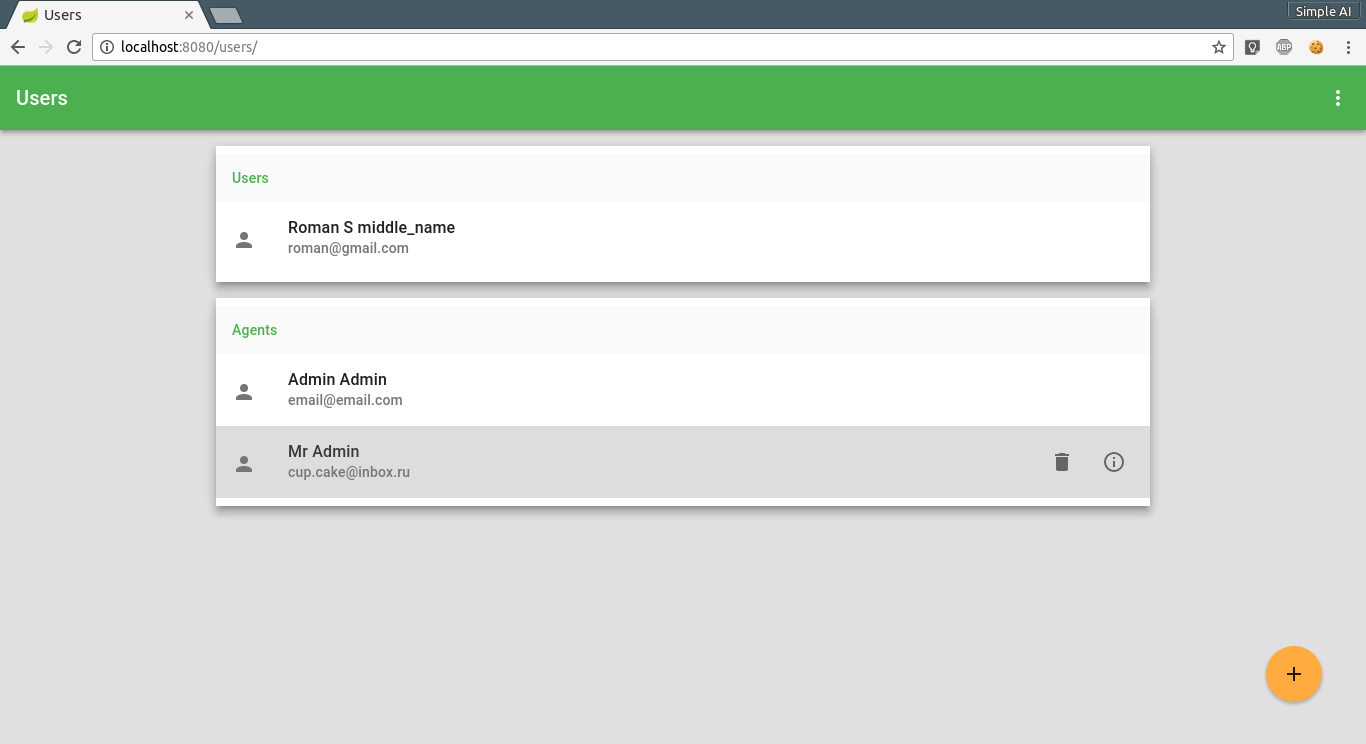 Users
Simple AI
localhost:8080/users/
ABP
Users
Users
Roman S middle_name
roman@gmail.com
Agents
Admin Admin
email@email.com
Mr Admin
cup.cake@inbox.ru